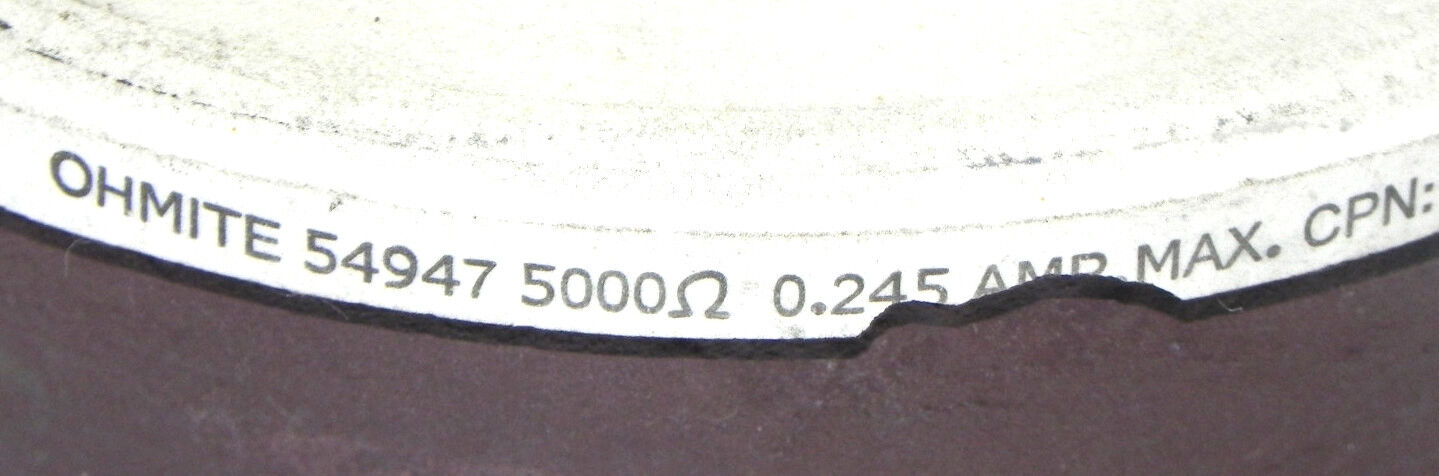 OHMITE 54947 5000Ω 0.245 AMP. MAX. CPN: